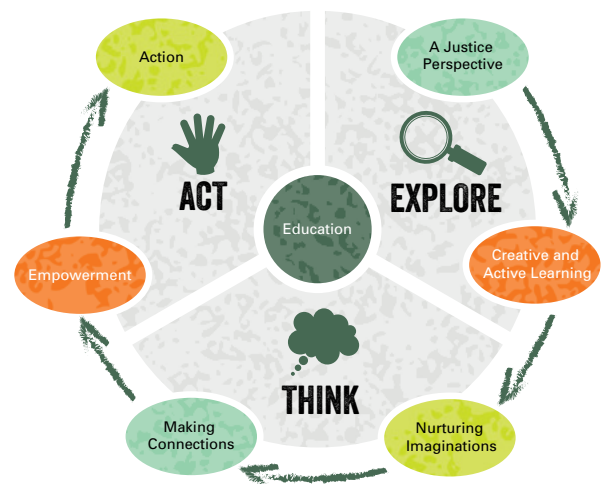 Action
A Justice
Perspective
ACT
EXPLORE
Education
Empowerment
Creative and
Active Learning
THINK
Making
Connections
Nurturing
Imaginations